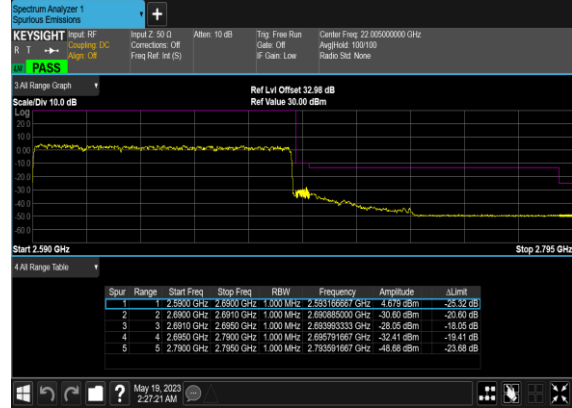 Spectrum Analyzer 1
Spurious Emissions
+
KEYSIGHT Input: RF Input Z: 50 Ω Atten: 10 dB Trig: Free Run Center Freq: 22.005000000 GHz
R T Coupling: DC Corrections: Off Gate: Off Avg|Hold: 100/100
Align: Off Freq Ref: Int (S) IF Gain: Low Radio Std: None
PASS
3 All Range Graph
Ref Lvl Offset 32.98 dB
Scale/Div 10.0 dB Ref Value 30.00 dBm
Log
20.0
10.0
0.00
-10.0
-20.0
-30.0
-40.0
-50.0
-60.0
Start 2.590 GHz Stop 2.795 GHz
4 All Range Table
Spur Range Start Freq Stop Freq RBW Frequency Amplitude ΔLimit
1 1 2.5900 GHz 2.6900 GHz 1.000 MHz 2.593166667 GHz 4.679 dBm -25.32 dB
2 2 2.6900 GHz 2.6910 GHz 1.000 MHz 2.690885000 GHz -30.60 dBm -20.60 dB
3 3 2.6910 GHz 2.6950 GHz 1.000 MHz 2.693993333 GHz -28.05 dBm -18.05 dB
4 4 2.6950 GHz 2.7900 GHz 1.000 MHz 2.695791667 GHz -32.41 dBm -19.41 dB
5 5 2.7900 GHz 2.7950 GHz 1.000 MHz 2.793591667 GHz -48.68 dBm -23.68 dB
? May 19, 2023
2:27:21 AM